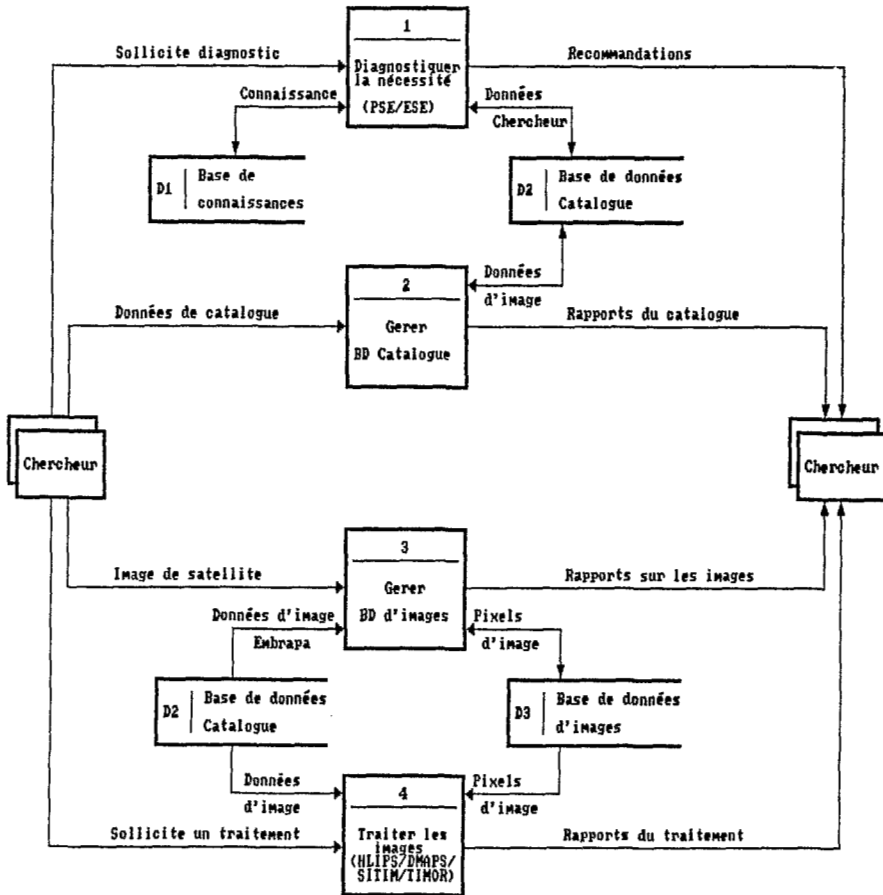 1
Sollicite diagnostic
Recommandations
Diagnostiquer
la nécessité
(PSE/ESE)
Connaissance
Données
Chercheur
D1
Base de
connaissances
D2
Base de données
Catalogue
2
Données
d'image
Données de catalogue
Gerer
BD Catalogue
Rapports du catalogue
Chercheur
Chercheur
3
Image de satellite
Gerer
BD d'images
Rapports sur les images
Données d'image
Embrapa
Pixels
d'image
D2
Base de données
Catalogue
D3
Base de données
d'images
Données
d'image
4
Pixels
d'image
Sollicite un traitement
Traiter les
images
(HLIPS/DMAPS/
SITIM/TIMOR)
Rapports du traitement